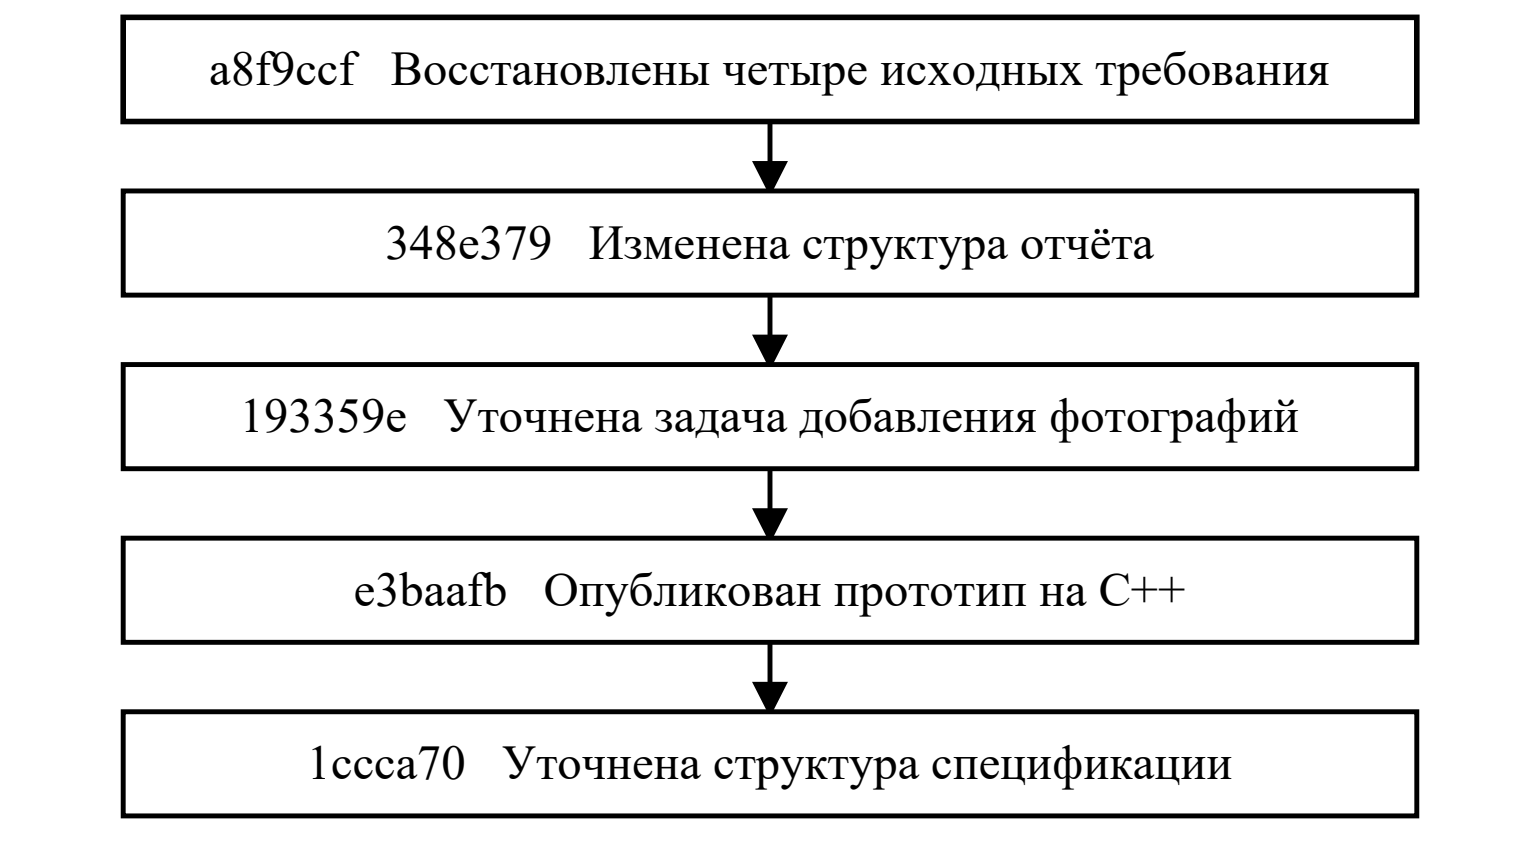 a8f9ccf Восстановлены четыре исходных требования
348e379 Изменена структура отчёта
193359e Уточнена задача добавления фотографий
e3baafb Опубликован прототип на C++
1ccca70 Уточнена структура спецификации